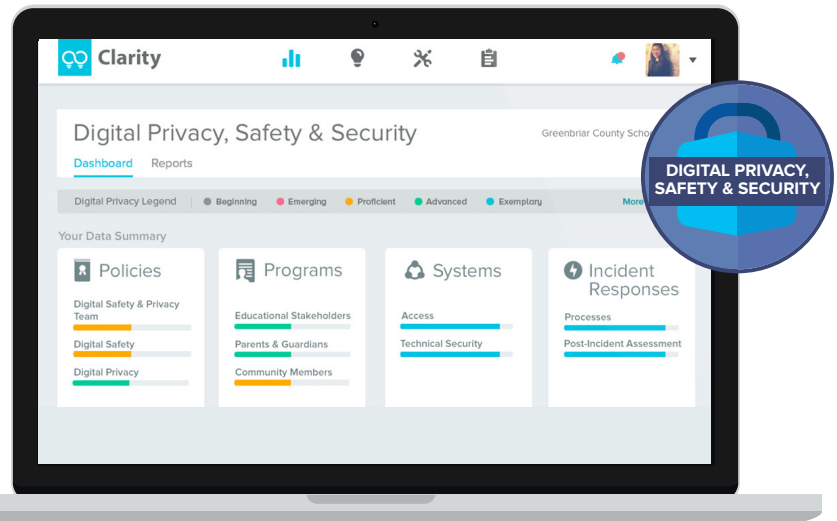 Clarity
Digital Privacy, Safety & Security
Greenbriar County
Dashboard Reports
DIGITAL PRIVACY,
SAFETY & SECURITY
Digital Privacy Legend Beginning Emerging Proficient Advanced Exemplary More
Your Data Summary
Policies
Digital Safety & Privacy
Team
Digital Safety
Digital Privacy
Programs
Educational Stakeholders
Parents & Guardians
Community Members
Systems
Access
Technical Security
Incident
Responses
Processes
Post-Incident Assessment